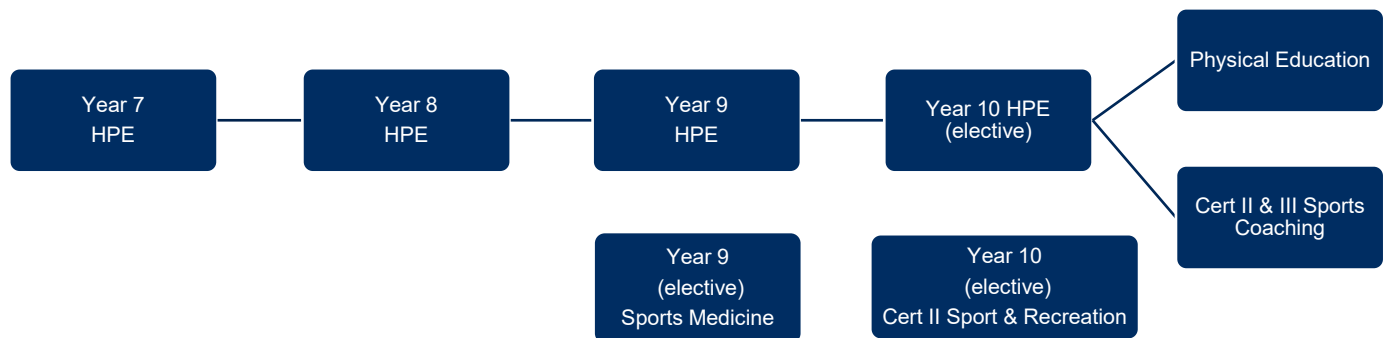 Year 7
HPE
Year 8
HPE
Year 9
HPE
Year 10 HPE
(elective)
Physical Education
Cert II & III Sports
Coaching
Year 9
(elective)
Sports Medicine
Year 10
(elective)
Cert II Sport & Recreation